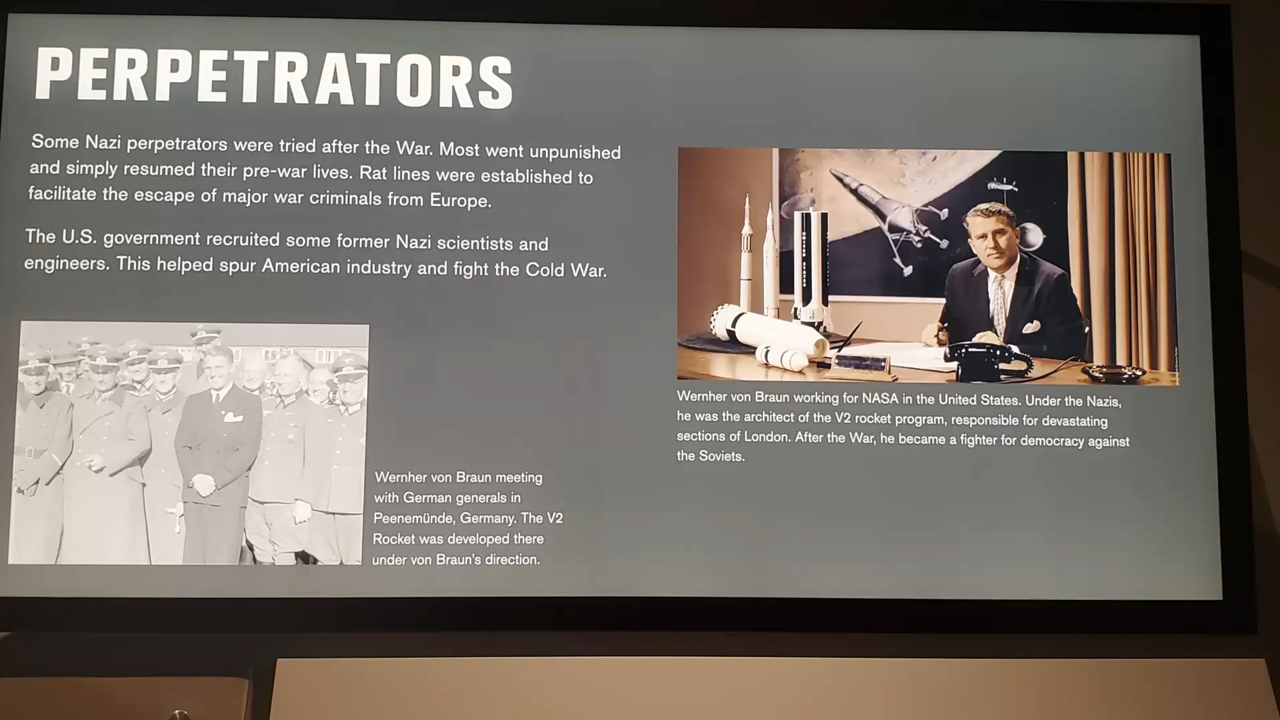 PERPETRATORS
Some Nazi perpetrators were tried after the War. Most went unpunished
and simply resumed their pre-war lives. Rat lines were established to
facilitate the escape of major war criminals from Europe.
The U.S. government recruited some former Nazi scientists and
engineers. This helped spur American industry and fight the Cold War.
Wernher von Braun meeting
with German generals in
Peenemünde, Germany. The V2
Rocket was developed there
under von Braun's direction.
UNITED STATES
Wernher von Braun working for NASA in the United States. Under the Nazis,
he was the architect of the V2 rocket program, responsible for devastating
sections of London. After the War, he became a fighter for democracy against
the Soviets.